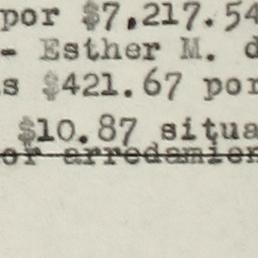 por $7,217.54
- Esther M. d
s $421.67 por
$10.87 situa
or arredamien